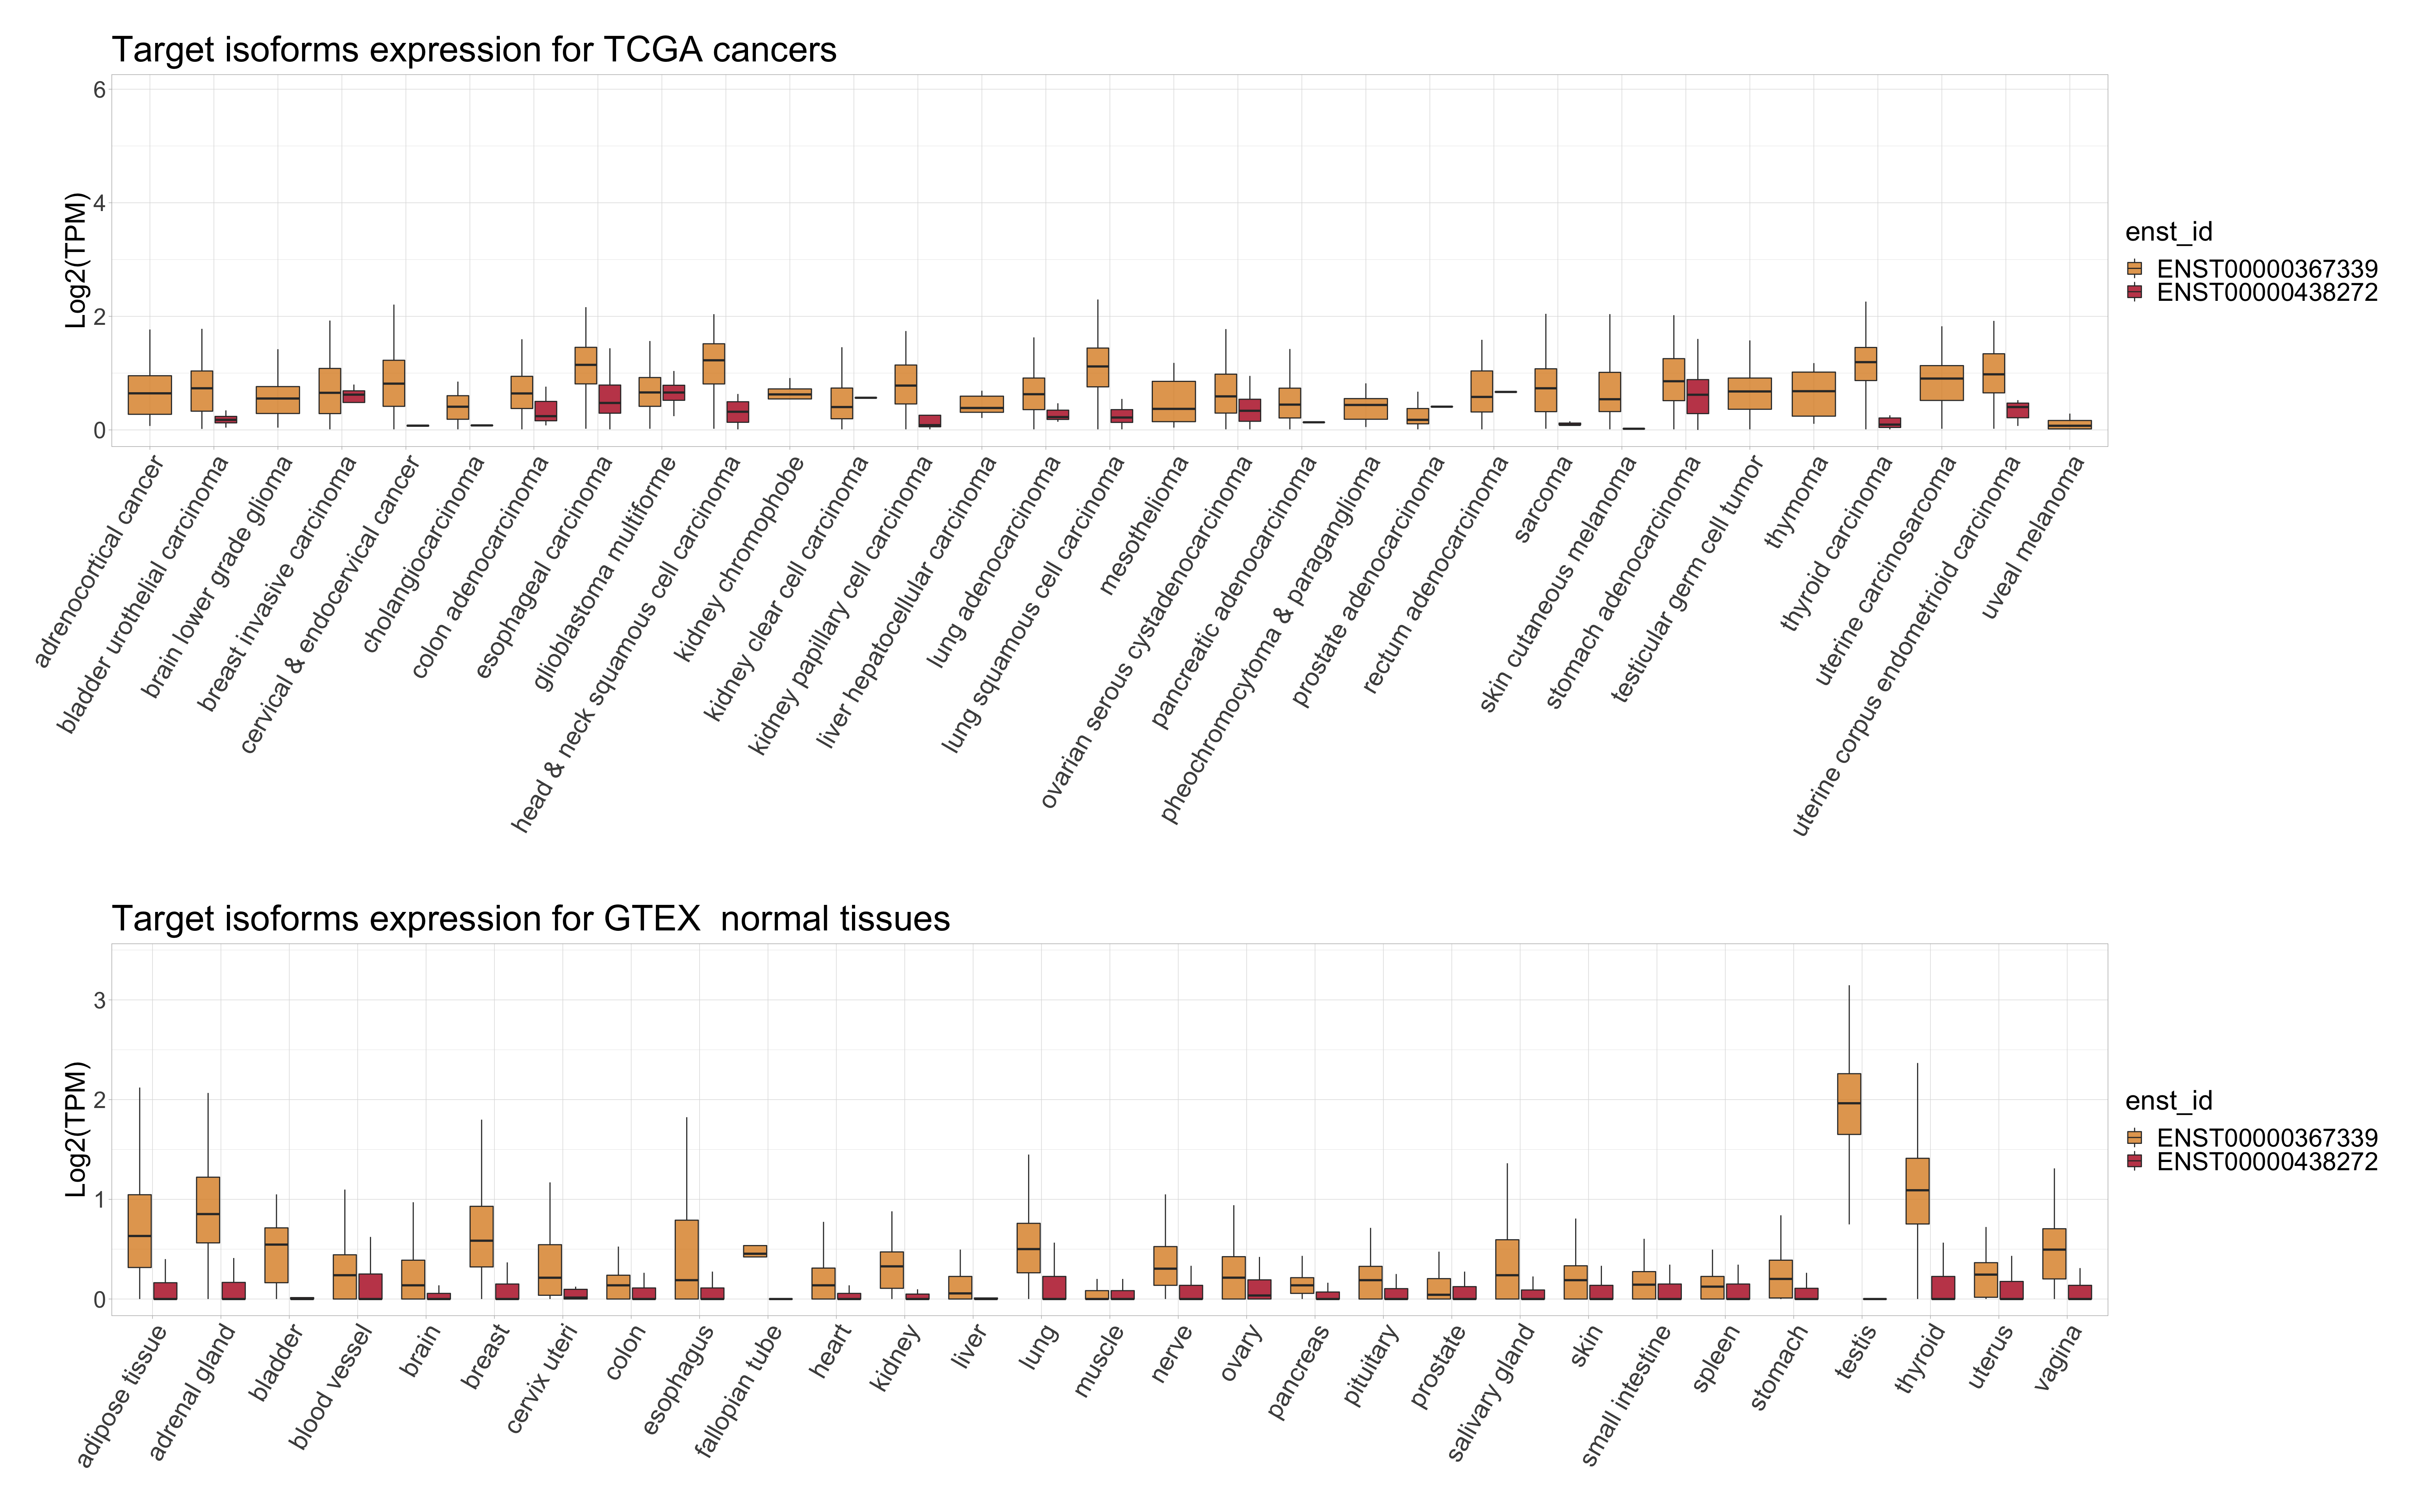 Target isoforms expression for TCGA cancers
Log2(TPM)
6
4
2
0
adrenocortical cancer
bladder urothelial carcinoma
brain lower grade glioma
breast invasive carcinoma
cervical & endocervical cancer
cholangiocarcinoma
colon adenocarcinoma
esophageal carcinoma
glioblastoma multiforme
head & neck squamous cell carcinoma
kidney chromophobe
kidney clear cell carcinoma
kidney papillary cell carcinoma
liver hepatocellular carcinoma
lung adenocarcinoma
lung squamous cell carcinoma
mesothelioma
ovarian serous cystadenocarcinoma
pancreatic adenocarcinoma
pheochromocytoma & paraganglioma
prostate adenocarcinoma
rectum adenocarcinoma
sarcoma
skin cutaneous melanoma
stomach adenocarcinoma
testicular germ cell tumor
thymoma
thyroid carcinoma
uterine carcinosarcoma
uterine corpus endometrioid carcinoma
uveal melanoma
enst_id
ENST00000367339
ENST00000438272
Target isoforms expression for GTEX  normal tissues
Log2(TPM)
3
2
1
0
adipose tissue
adrenal gland
bladder
blood vessel
brain
breast
cervix uteri
colon
esophagus
fallopian tube
heart
kidney
liver
lung
muscle
nerve
ovary
pancreas
pituitary
prostate
salivary gland
skin
small intestine
spleen
stomach
testis
thyroid
uterus
vagina
enst_id
ENST00000367339
ENST00000438272